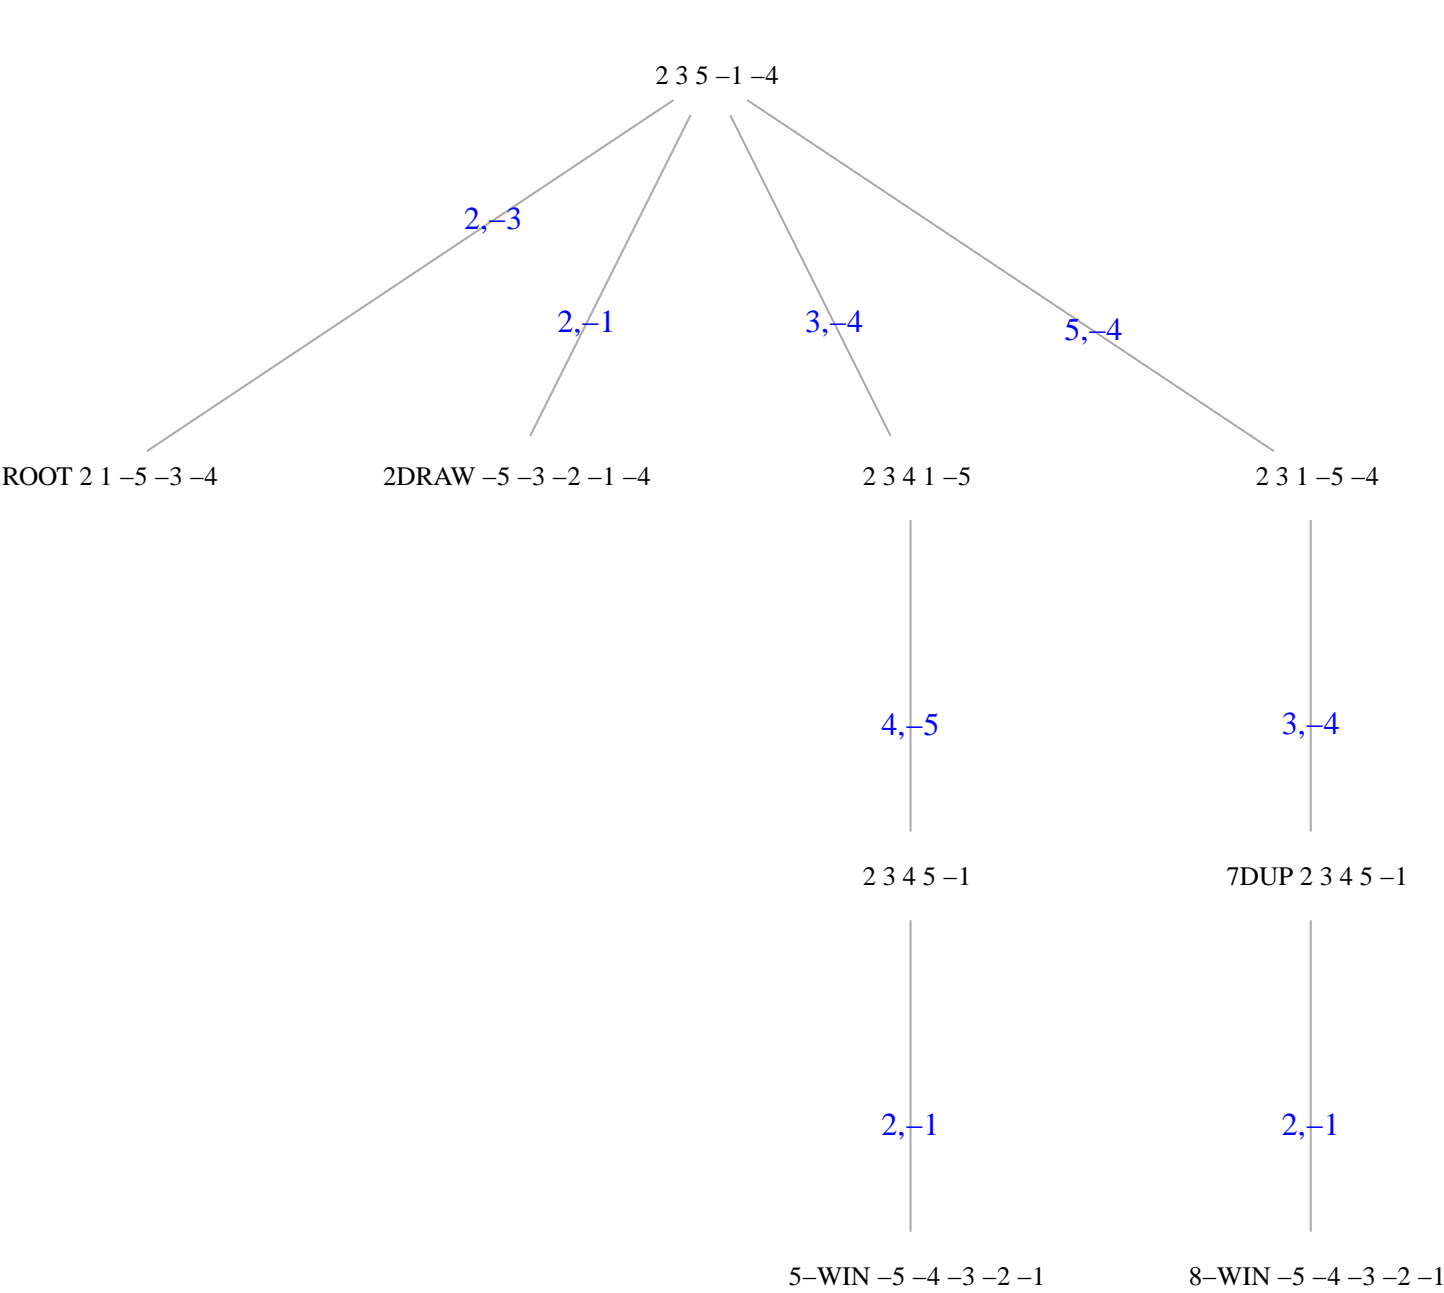 2 3 5 –1 –4
2,–3
2,–1
3,–4
5,–4
ROOT 2 1 –5 –3 –4
2DRAW –5 –3 –2 –1 –4
2 3 4 1 –5
2 3 1 –5 –4
4,–5
3,–4
2 3 4 5 –1
7DUP 2 3 4 5 –1
2,–1
2,–1
5–WIN –5 –4 –3 –2 –1
8–WIN –5 –4 –3 –2 –1